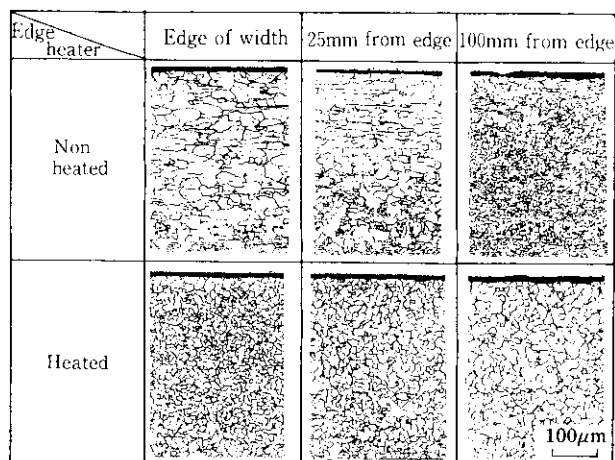 Edge
heater
Edge of width
25mm from edge
100mm from edge
Non
heated
Heated
100μm